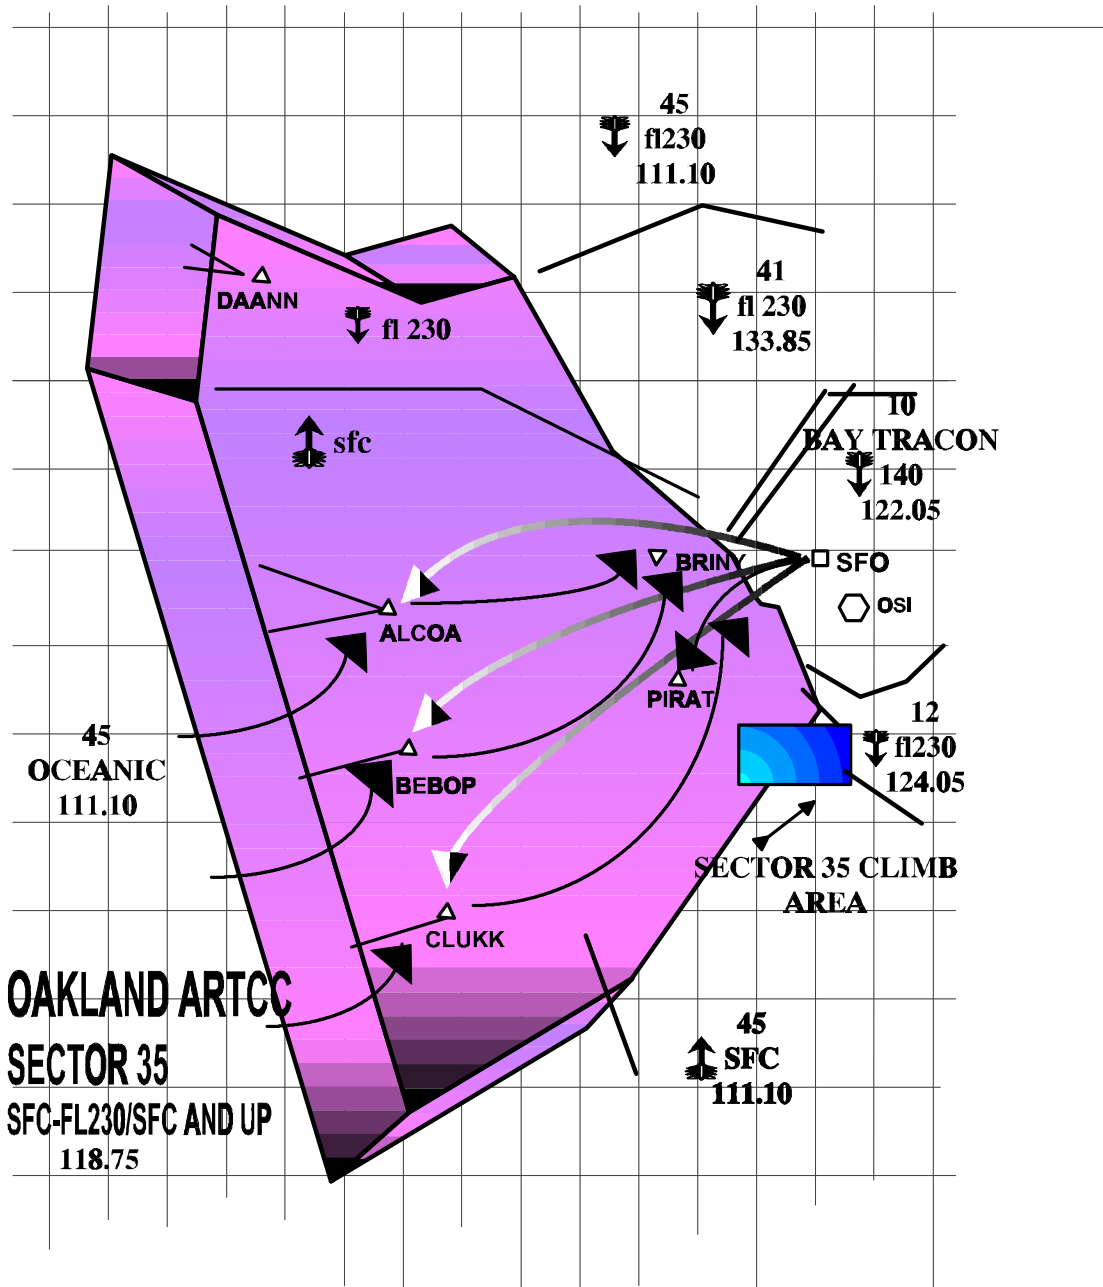 45
fl230
111.10
41
fl 230
133.85
DAANN
fl 230
10
BAY TRACON
140
122.05
sfc
BRINY
SFO
OSI
ALCOA
PIRAT
12
fl230
124.05
45
OCEANIC
111.10
BEBOP
SECTOR 35 CLIMB
AREA
CLUKK
OAKLAND ARTCC
SECTOR 35
SFC-FL230/SFC AND UP
118.75
45
SFC
111.10